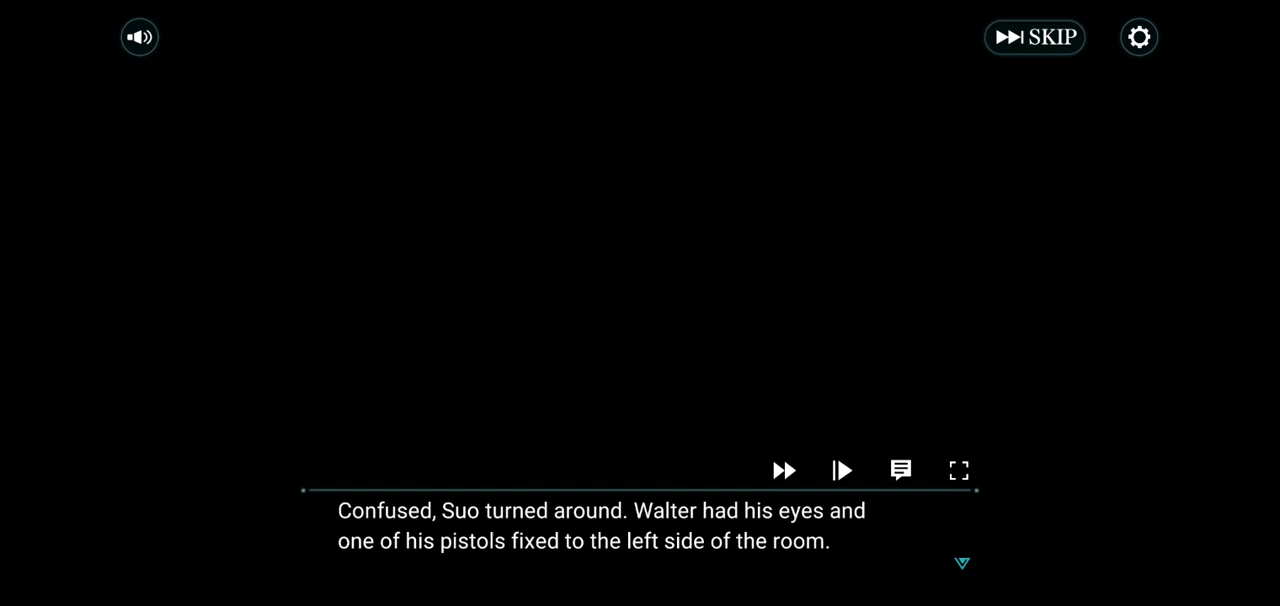 SKIP
Confused, Suo turned around. Walter had his eyes and
one of his pistols fixed to the left side of the room.